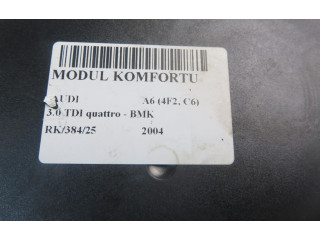 MODUL KOMFORTU
AUDI A6 (4F2, C6)
3.0 TDI quattro - BMK
RK/384/25 2004